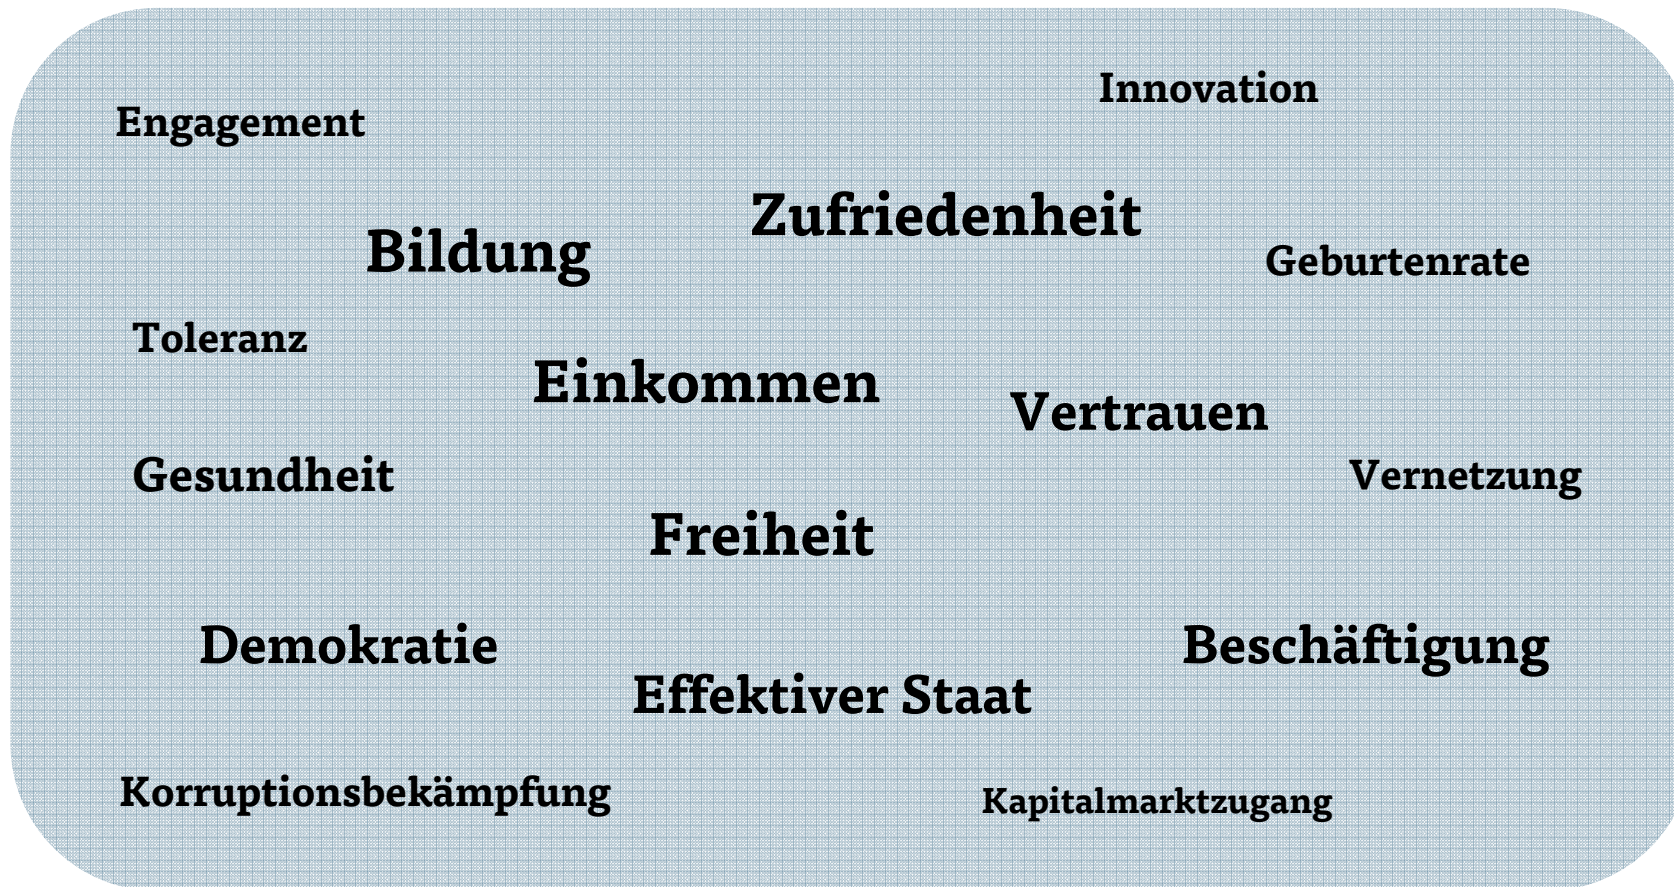 Innovation
Engagement
Zufriedenheit
Bildung
Geburtenrate
Toleranz
Einkommen
Vertrauen
Gesundheit
Vernetzung
Freiheit
Demokratie
Beschäftigung
Effektiver Staat
Korruptionsbekämpfung
Kapitalmarktzugang